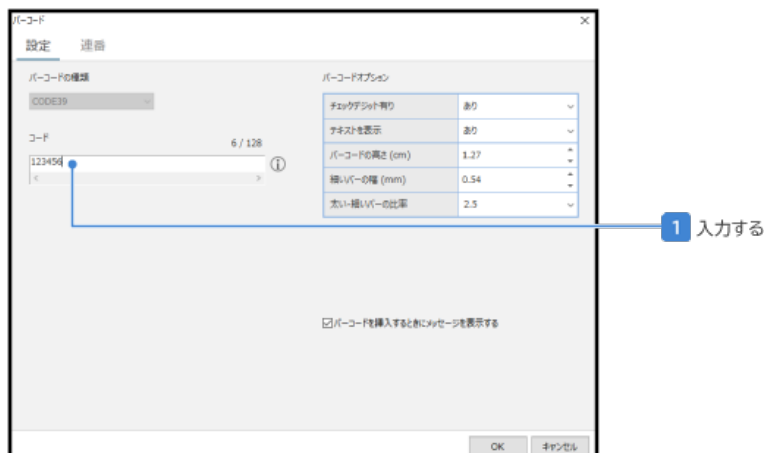 バーコード
設定 連番
バーコードの種類
CODE39
コード 6 / 128
123456
バーコードオプション
チェックデジット有り あり
テキストを表示 あり
バーコードの高さ (cm) 1.27
細いバーの幅 (mm) 0.54
太い-細いバーの比率 2.5
1 入力する
バーコードを挿入するときにメッセージを表示する
OK キャンセル